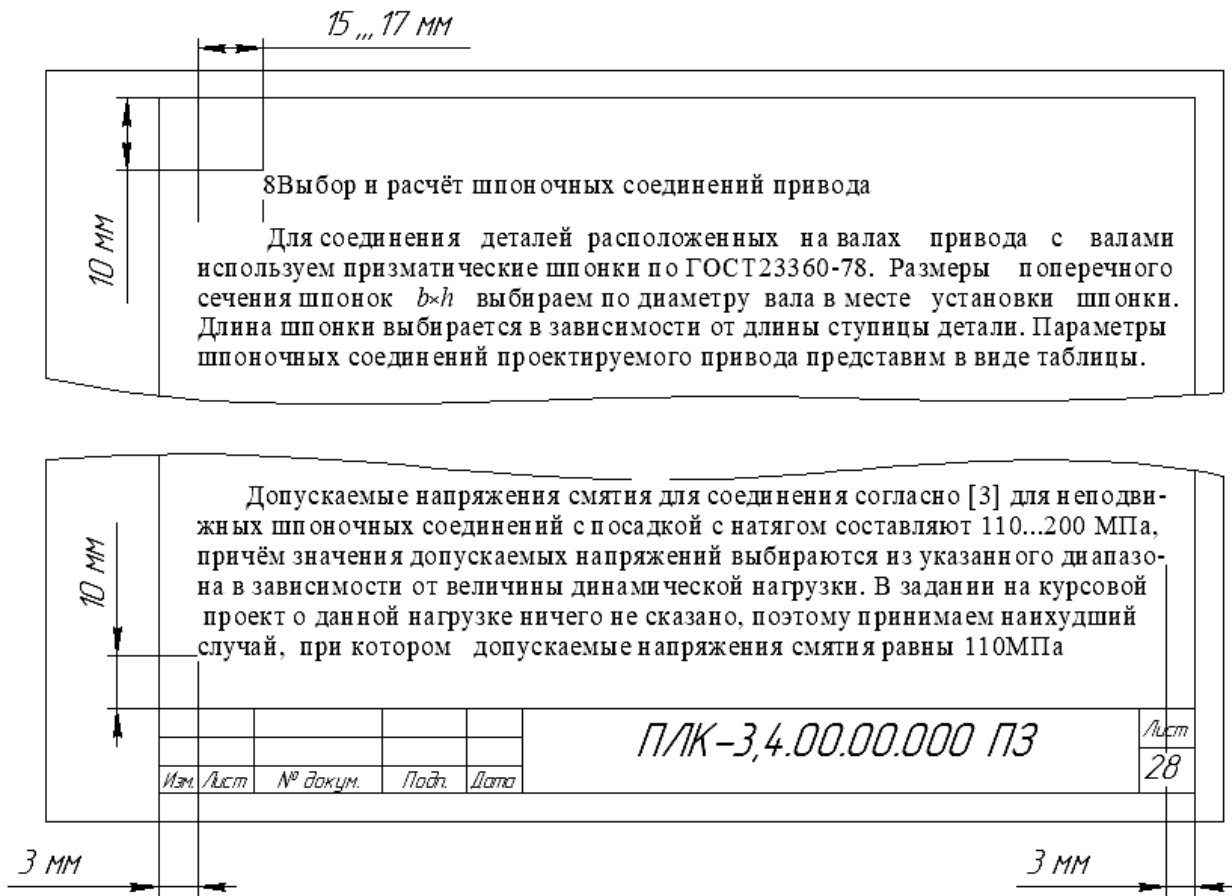 15 ,,, 17 мм
10 мм
8Выбор и расчёт шпоночных соединений привода
Для соединения деталей расположенных на валах привода с валами
используем призматические шпонки по ГОСТ23360-78. Размеры поперечного
сечения шпонок b×h выбираем по диаметру вала в месте установки шпонки.
Длина шпонки выбирается в зависимости от длины ступицы детали. Параметры
шпоночных соединений проектируемого привода представим в виде таблицы.
Допускаемые напряжения смятия для соединения согласно [3] для неподви-
жных шпоночных соединений с посадкой с натягом составляют 110...200 МПа,
причём значения допускаемых напряжений выбираются из указанного диапазо-
на в зависимости от величины динамической нагрузки. В задании на курсовой
проект о данной нагрузке ничего не сказано, поэтому принимаем наихудший
случай, при котором допускаемые напряжения смятия равны 110МПа
10 мм
ПЛК-3,4.00.00.000 ПЗ
Лист
28
Изм. Лист № докум. Подп. Дата
3 мм
3 мм